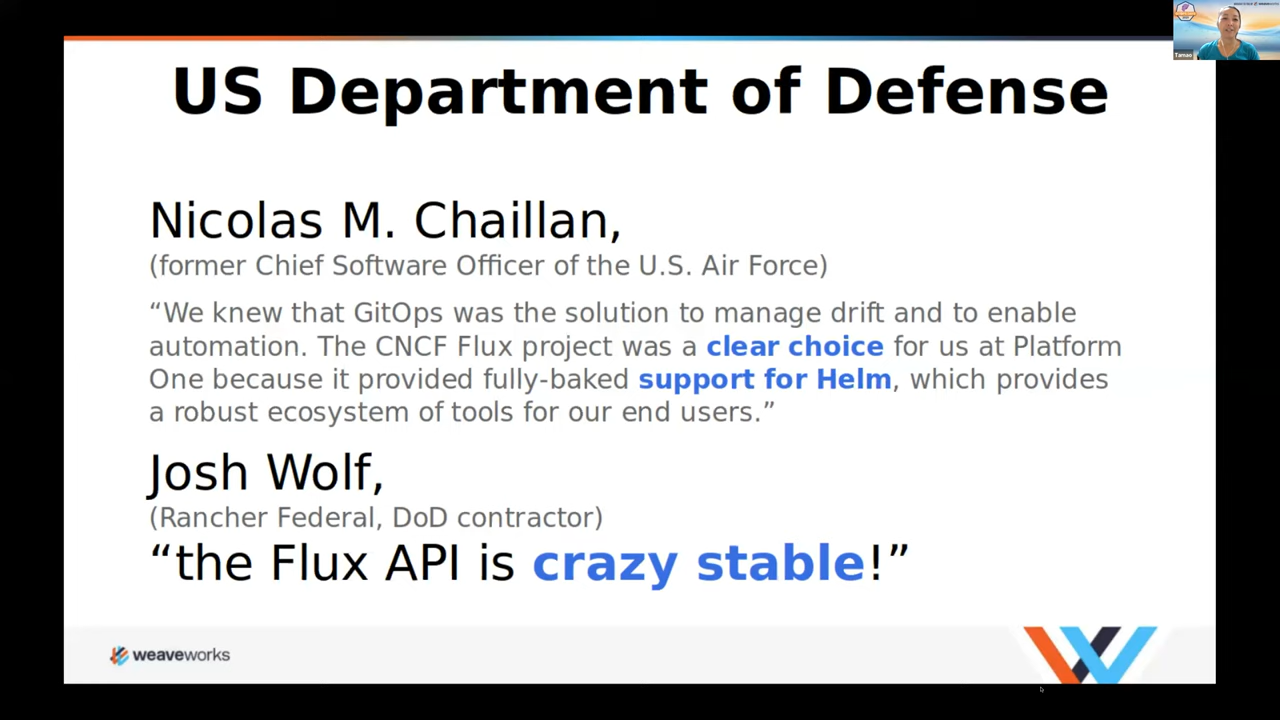 US Department of Defense
Nicolas M. Chaillan,
(former Chief Software Officer of the U.S. Air Force)
“We knew that GitOps was the solution to manage drift and to enable
automation. The CNCF Flux project was a clear choice for us at Platform
One because it provided fully-baked support for Helm, which provides
a robust ecosystem of tools for our end users.”
Josh Wolf,
(Rancher Federal, DoD contractor)
“the Flux API is crazy stable!”
weaveworks
Tamao